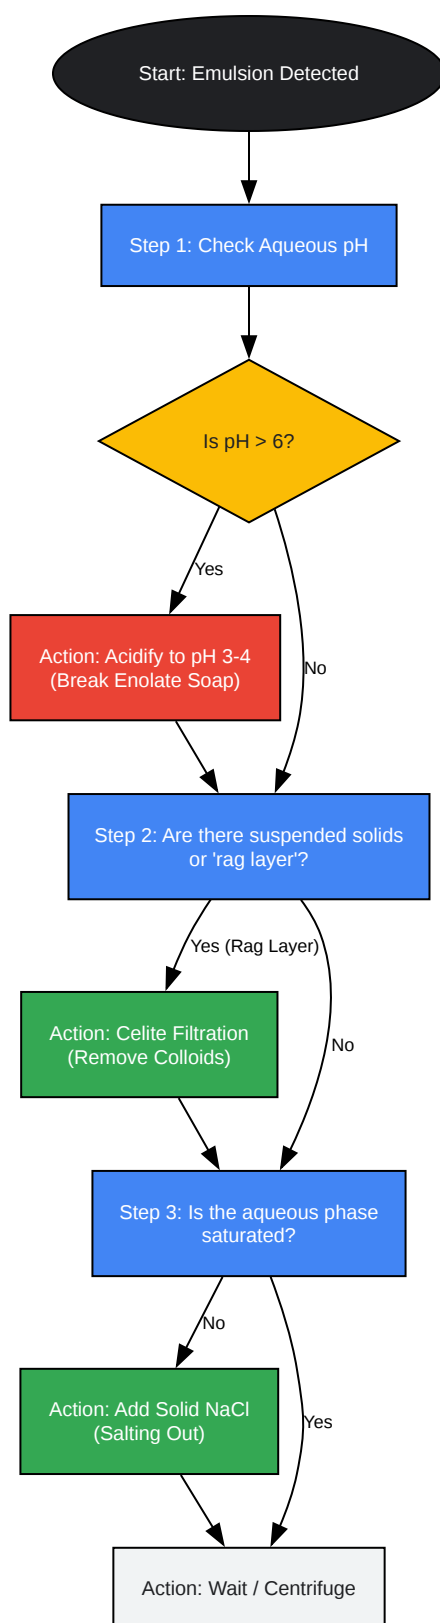 Start: Emulsion Detected
Step 1: Check Aqueous pH
Is pH > 6?
Yes
Action: Acidify to pH 3-4
(Break Enolate Soap)
No
Step 2: Are there suspended solids
or 'rag layer'?
Yes (Rag Layer)
Action: Celite Filtration
(Remove Colloids)
No
Step 3: Is the aqueous phase
saturated?
No
Action: Add Solid NaCl
(Salting Out)
Yes
Action: Wait / Centrifuge